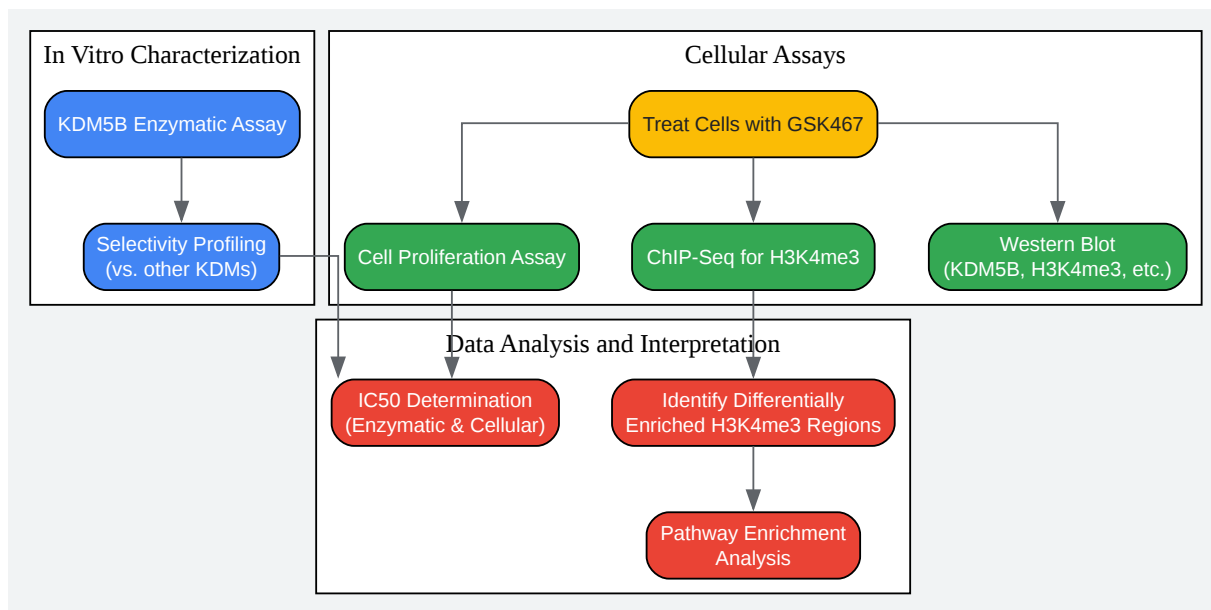 In Vitro Characterization
KDM5B Enzymatic Assay
Selectivity Profiling
(vs. other KDMs)
Cellular Assays
Treat Cells with GSK467
Cell Proliferation Assay
ChIP-Seq for H3K4me3
Western Blot
(KDM5B, H3K4me3, etc.)
Data Analysis and Interpretation
IC50 Determination
(Enzymatic & Cellular)
Identify Differentially
Enriched H3K4me3 Regions
Pathway Enrichment
Analysis